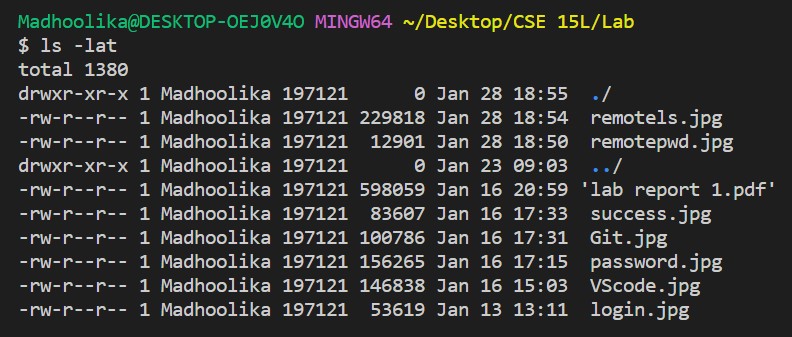 Madhoolika@DESKTOP-OEJ0V4O MINGW64 ~/Desktop/CSE 15L/Lab
$ ls -lat
total 1380
drwxr-xr-x 1 Madhoolika 197121      0 Jan 28 18:55  ./
-rw-r--r-- 1 Madhoolika 197121 229818 Jan 28 18:54  remotels.jpg
-rw-r--r-- 1 Madhoolika 197121  12901 Jan 28 18:50  remotepwd.jpg
drwxr-xr-x 1 Madhoolika 197121      0 Jan 23 09:03  ../
-rw-r--r-- 1 Madhoolika 197121 598059 Jan 16 20:59 'lab report 1.pdf'
-rw-r--r-- 1 Madhoolika 197121  83607 Jan 16 17:33  success.jpg
-rw-r--r-- 1 Madhoolika 197121 100786 Jan 16 17:31  Git.jpg
-rw-r--r-- 1 Madhoolika 197121 156265 Jan 16 17:15  password.jpg
-rw-r--r-- 1 Madhoolika 197121 146838 Jan 16 15:03  VScode.jpg
-rw-r--r-- 1 Madhoolika 197121  53619 Jan 13 13:11  login.jpg